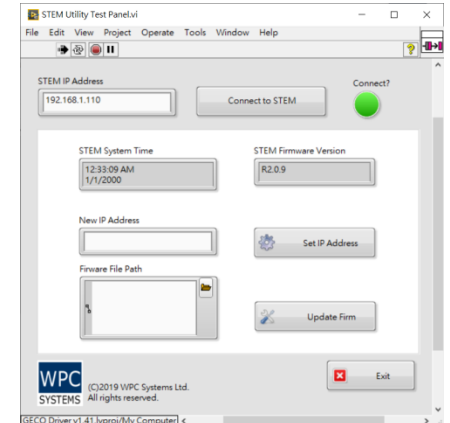 STEM Utility Test Panel.vi
File Edit View Project Operate Tools Window Help
STEM IP Address
192.168.1.110
Connect to STEM
Connect?
STEM System Time
12:33:09 AM
1/1/2000
STEM Firmware Version
R2.0.9
New IP Address
Set IP Address
Firware File Path
Update Firm
WPC
SYSTEMS
(C)2019 WPC Systems Ltd.
All rights reserved.
Exit
GECO Driver v1.41.lvproj/My Computer